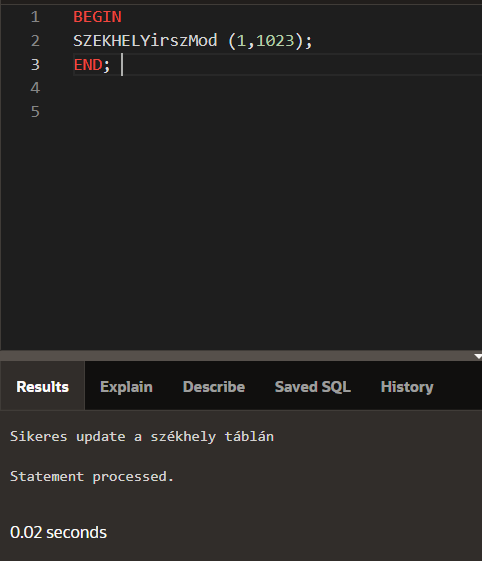 1 BEGIN
2 SZEKHELYirszMod (1,1023);
3 END;
4
5
Results Explain Describe Saved SQL History
Sikeres update a székhely táblán
Statement processed.
0.02 seconds